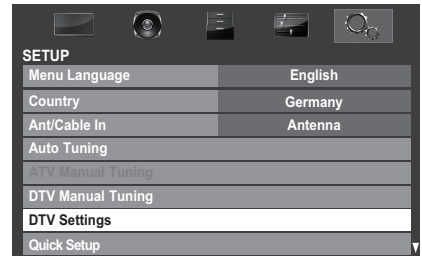 SETUP
Menu Language English
Country Germany
Ant/Cable In Antenna
Auto Tuning
ATV Manual Tuning
DTV Manual Tuning
DTV Settings
Quick Setup